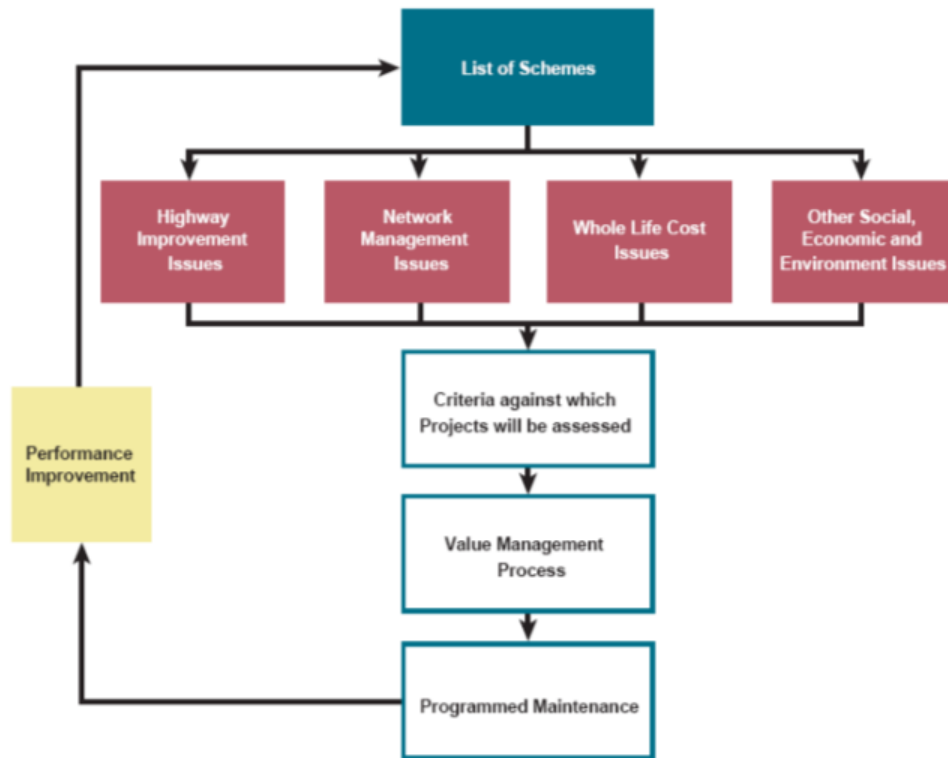 List of Schemes
Highway
Improvement
Issues
Network
Management
Issues
Whole Life Cost
Issues
Other Social,
Economic and
Environment Issues
Criteria against which
Projects will be assessed
Performance
Improvement
Value Management
Process
Programmed Maintenance